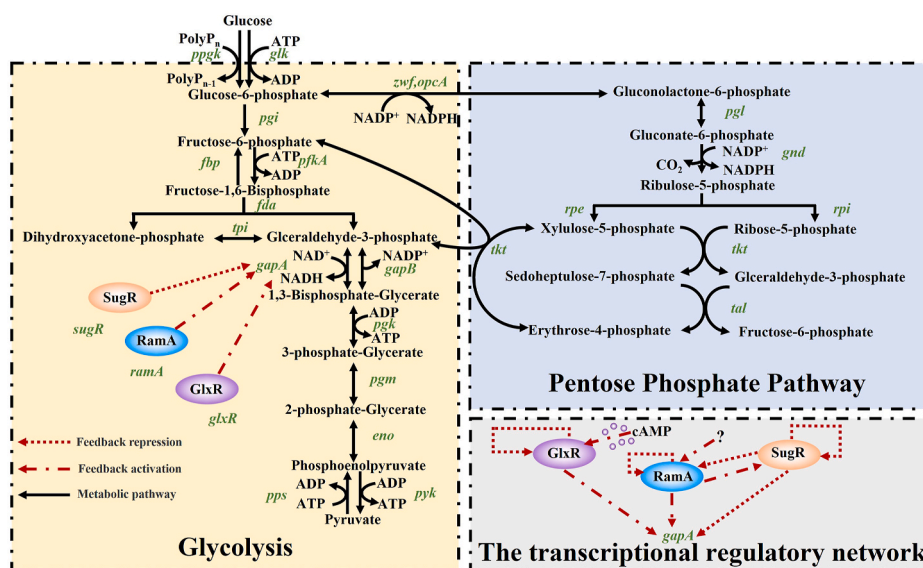 Glucose
PolyPn
ppgk
ATP
glk
PolyPn-1
ADP
Glucose-6-phosphate
zwf,opcA
NADP+
NADPH
pgi
Fructose-6-phosphate
fbp
ATP
pfkA
ADP
Fructose-1,6-Bisphosphate
fda
Dihydroxyacetone-phosphate
tpi
Glceraldehyde-3-phosphate
NAD+
NADP+
gapA
gapB
NADH
1,3-Bisphosphate-Glycerate
SugR
sugR
ADP
pgk
ATP
RamA
ramA
3-phosphate-Glycerate
GlxR
glxR
pgm
2-phosphate-Glycerate
eno
Phosphoenolpyruvate
ADP
pps
ATP
ADP
pyk
ATP
Pyruvate
Feedback repression
Feedback activation
Metabolic pathway
Glycolysis
Gluconolactone-6-phosphate
pgl
Gluconate-6-phosphate
NADP+
gnd
CO2
NADPH
Ribulose-5-phosphate
rpe
rpi
Xylulose-5-phosphate
Ribose-5-phosphate
tkt
tkt
Sedoheptulose-7-phosphate
Glceraldehyde-3-phosphate
tal
Erythrose-4-phosphate
Fructose-6-phosphate
Pentose Phosphate Pathway
cAMP
?
GlxR
RamA
SugR
gapA
The transcriptional regulatory network